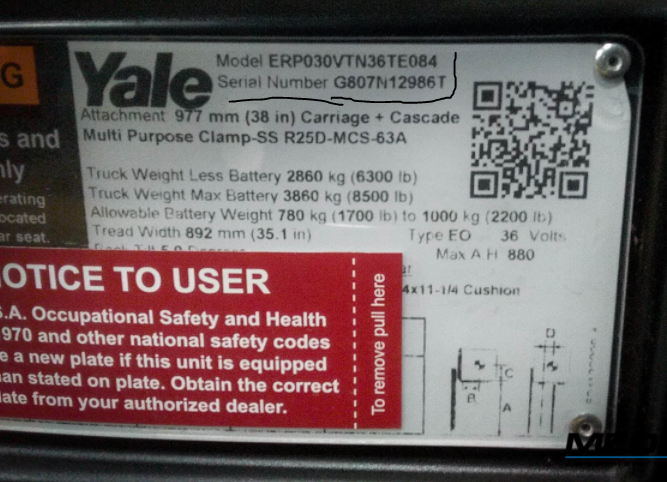 G
s and
nly
erating
ocated
ar seat.
Yale
Model ERP030VTN36TE084
Serial Number G807N12986T
Attachment 977 mm (38 in) Carriage + Cascade
Multi Purpose Clamp-SS R25D-MCS-63A
Truck Weight Less Battery 2860 kg (6300 lb)
Truck Weight Max Battery 3860 kg (8500 lb)
Allowable Battery Weight 780 kg (1700 lb) to 1000 kg (2200 lb)
Tread Width 892 mm (35.1 in) Type EO 36 Volts
Max A H 880
4x11-1/4 Cushion
OTICE TO USER
S.A. Occupational Safety and Health
970 and other national safety codes
e a new plate if this unit is equipped
an stated on plate. Obtain the correct
late from your authorized dealer.
To remove pull here
D
C
B
A